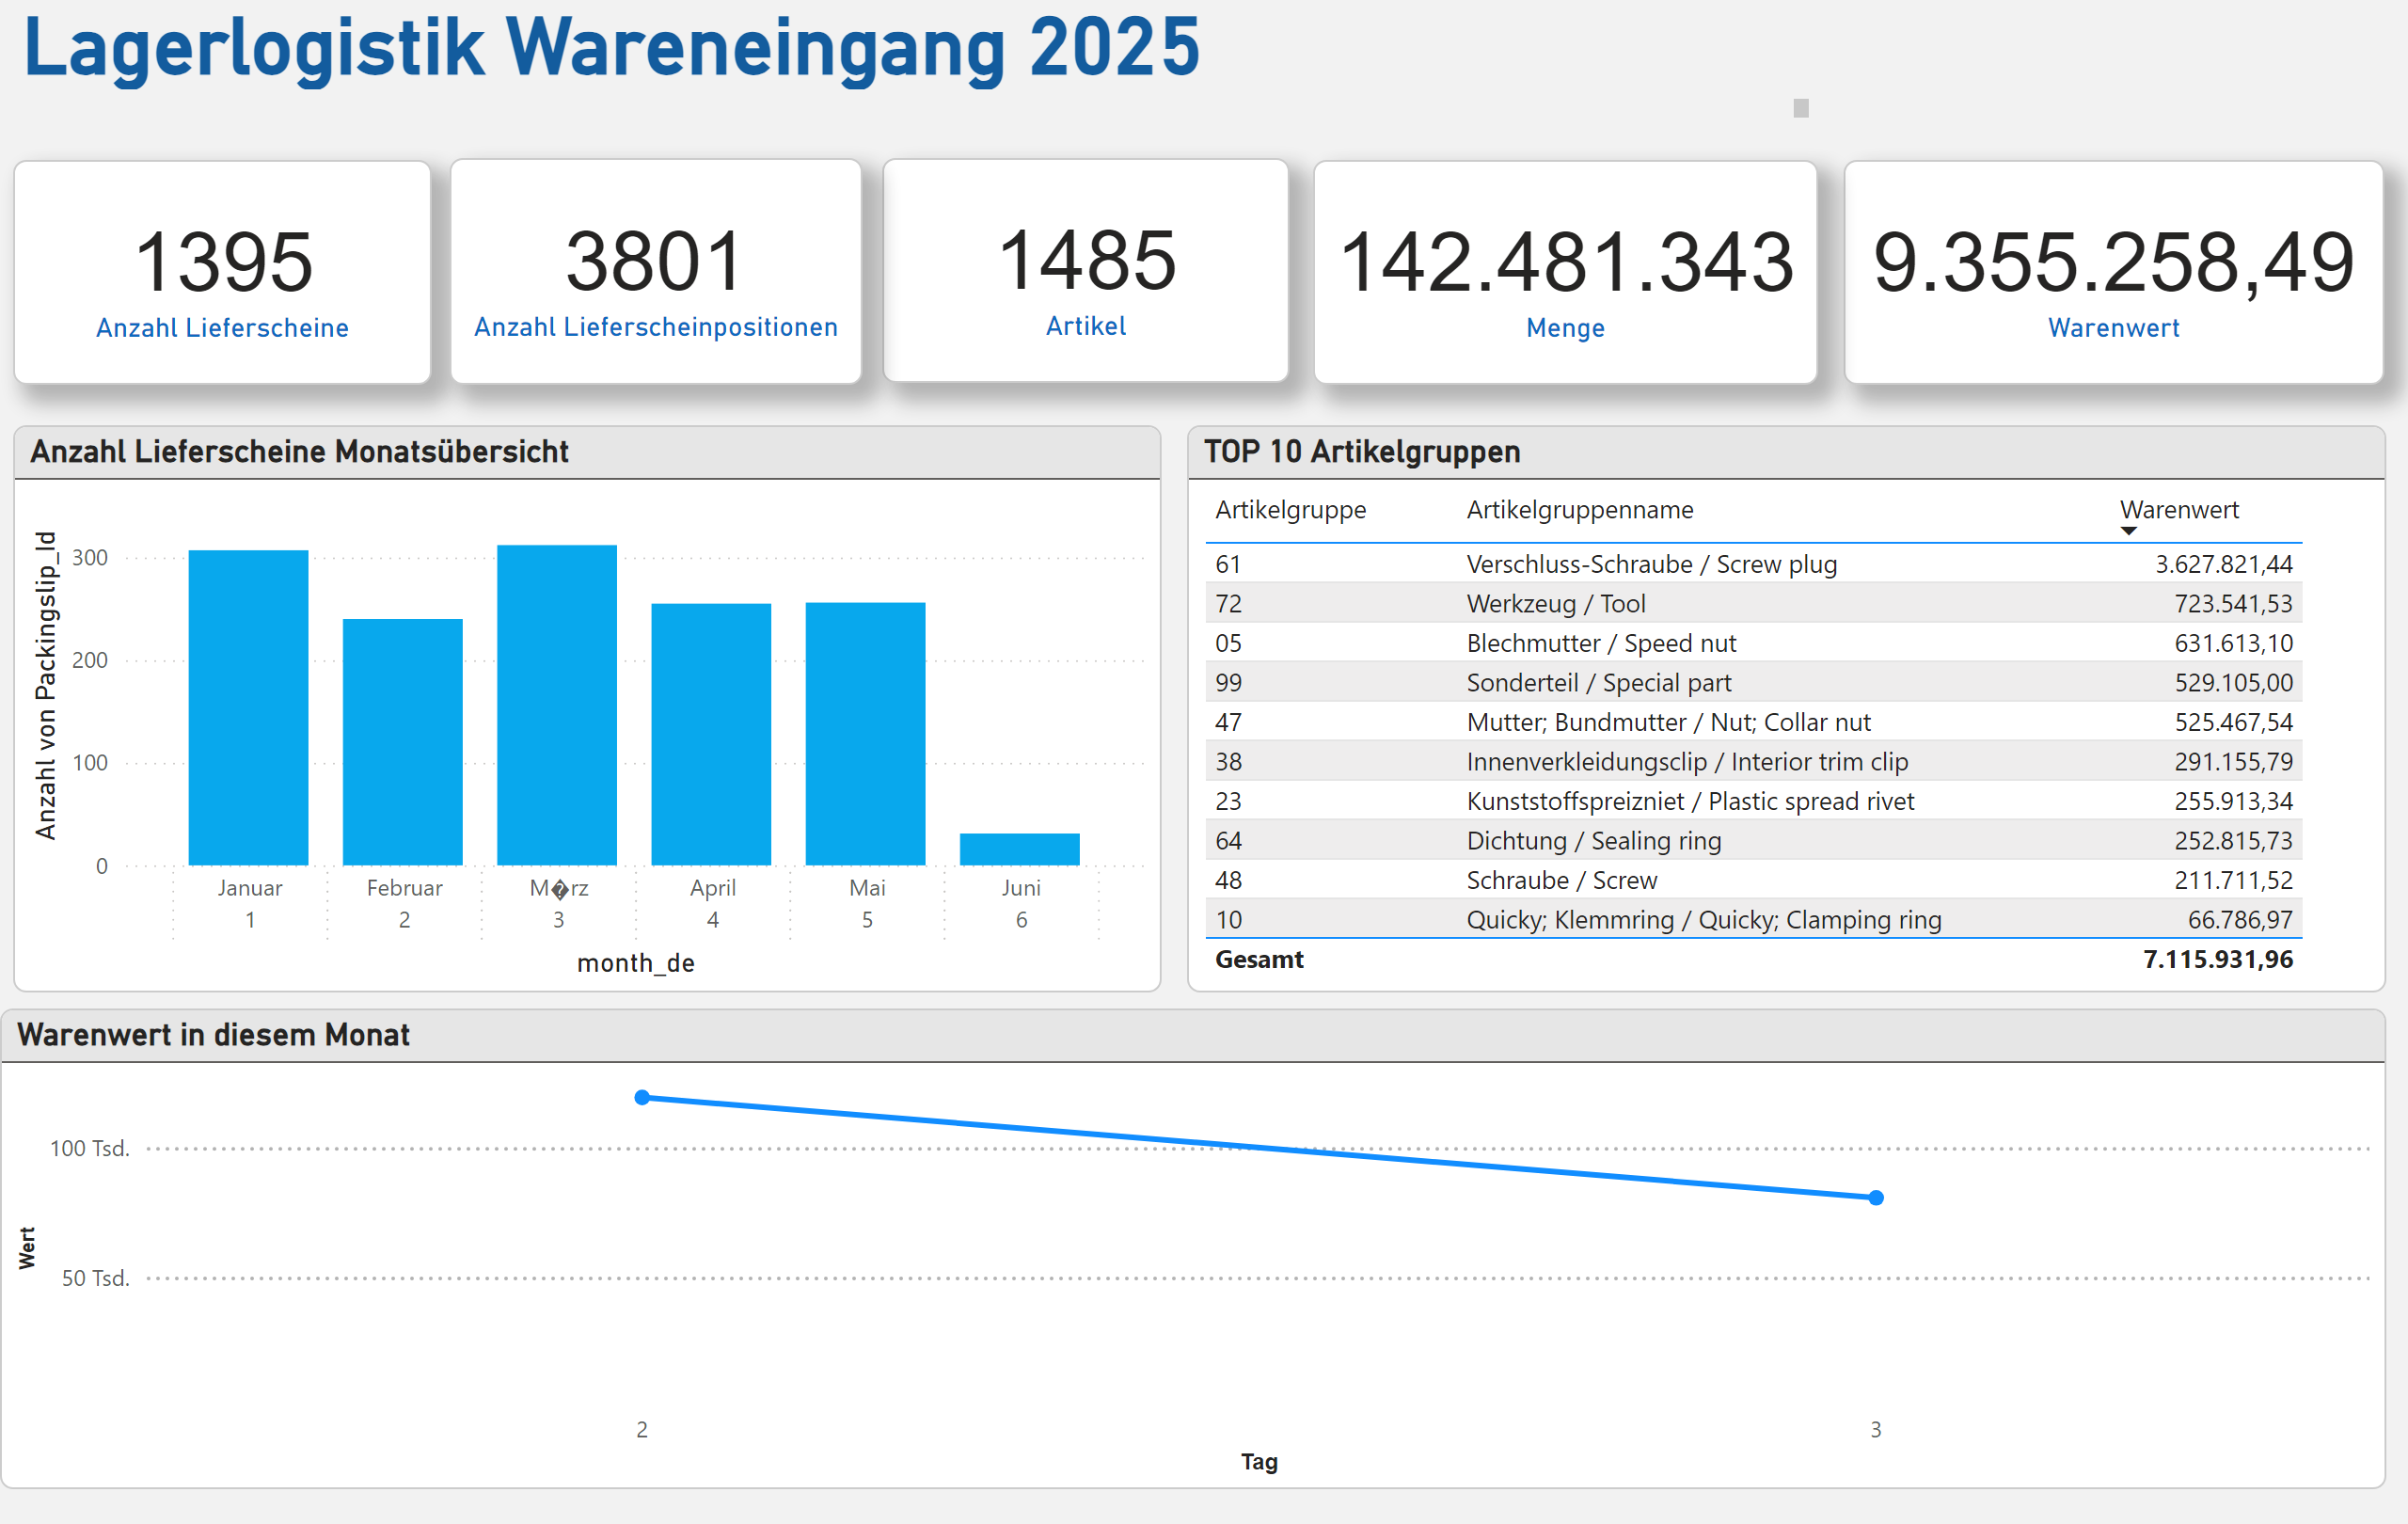 Lagerlogistik Wareneingang 2025
1395
Anzahl Lieferscheine
3801
Anzahl Lieferscheinpositionen
1485
Artikel
142.481.343
Menge
9.355.258,49
Warenwert
Anzahl Lieferscheine Monatsübersicht
Anzahl von Packingslip_Id
300
200
100
0
Januar Februar M�rz April Mai Juni
1 2 3 4 5 6
month_de
TOP 10 Artikelgruppen
Artikelgruppe Artikelgruppenname Warenwert
61 Verschluss-Schraube / Screw plug 3.627.821,44
72 Werkzeug / Tool 723.541,53
05 Blechmutter / Speed nut 631.613,10
99 Sonderteil / Special part 529.105,00
47 Mutter; Bundmutter / Nut; Collar nut 525.467,54
38 Innenverkleidungsclip / Interior trim clip 291.155,79
23 Kunststoffspreizniet / Plastic spread rivet 255.913,34
64 Dichtung / Sealing ring 252.815,73
48 Schraube / Screw 211.711,52
10 Quicky; Klemmring / Quicky; Clamping ring 66.786,97
Gesamt 7.115.931,96
Warenwert in diesem Monat
Wert
100 Tsd.
50 Tsd.
2 3
Tag